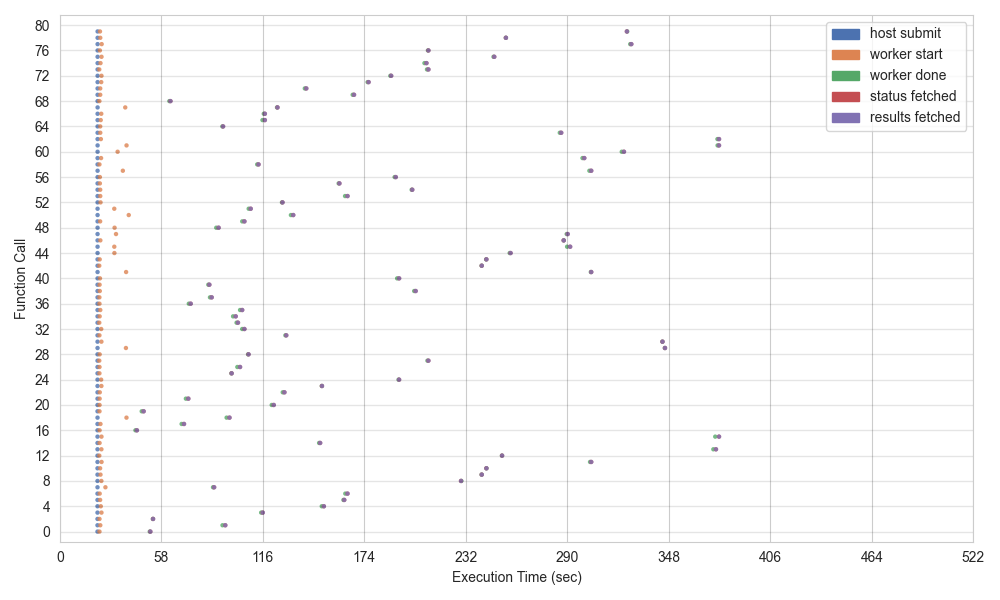 80
76
72
68
64
60
56
52
48
44
40
36
32
28
24
20
16
12
8
4
0
Function Call
host submit
worker start
worker done
status fetched
results fetched
0 58 116 174 232 290 348 406 464 522
Execution Time (sec)